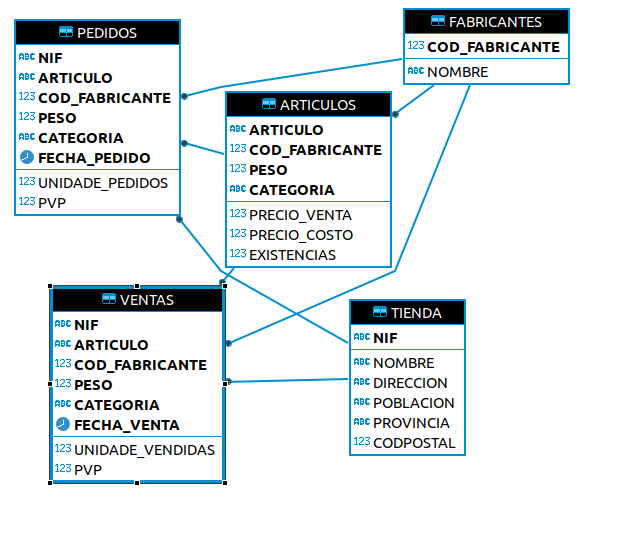 PEDIDOS
ABC NIF
ABC ARTICULO
123 COD_FABRICANTE
123 PESO
ABC CATEGORIA
FECHA_PEDIDO
123 UNIDADE_PEDIDOS
123 PVP
FABRICANTES
123 COD_FABRICANTE
ABC NOMBRE
ARTICULOS
ABC ARTICULO
123 COD_FABRICANTE
123 PESO
ABC CATEGORIA
123 PRECIO_VENTA
123 PRECIO_COSTO
123 EXISTENCIAS
VENTAS
ABC NIF
ABC ARTICULO
123 COD_FABRICANTE
123 PESO
ABC CATEGORIA
FECHA_VENTA
123 UNIDADE_VENDIDAS
123 PVP
TIENDA
ABC NIF
ABC NOMBRE
ABC DIRECCION
ABC POBLACION
ABC PROVINCIA
123 CODPOSTAL